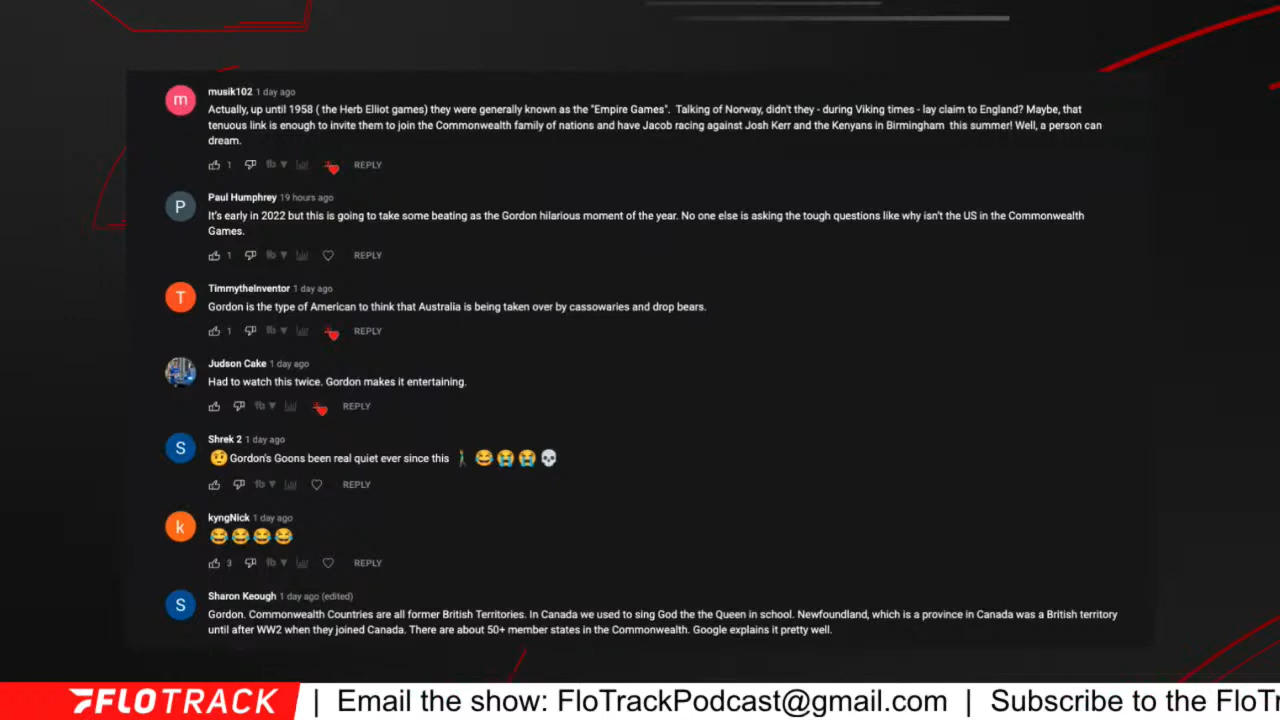 musik102 1 day ago
Actually, up until 1958 ( the Herb Elliot games) they were generally known as the "Empire Games".  Talking of Norway, didn't they - during Viking times - lay claim to England? Maybe, that
tenuous link is enough to invite them to join the Commonwealth family of nations and have Jacob racing against Josh Kerr and the Kenyans in Birmingham  this summer! Well, a person can
dream.
1 REPLY
P
Paul Humphrey 19 hours ago
It's early in 2022 but this is going to take some beating as the Gordon hilarious moment of the year. No one else is asking the tough questions like why isn't the US in the Commonwealth
Games.
1 REPLY
T
TimmytheInventor 1 day ago
Gordon is the type of American to think that Australia is being taken over by cassowaries and drop bears.
1 REPLY
Judson Cake 1 day ago
Had to watch this twice. Gordon makes it entertaining.
REPLY
S
Shrek 2 1 day ago
🤨Gordon's Goons been real quiet ever since this 🚶‍♂️ 😂 😭 😭 💀
REPLY
k
kyngNick 1 day ago
😂 😂 😂 😂
3 REPLY
S
Sharon Keough 1 day ago (edited)
Gordon. Commonwealth Countries are all former British Territories. In Canada we used to sing God the the Queen in school. Newfoundland, which is a province in Canada was a British territory
until after WW2 when they joined Canada. There are about 50+ member states in the Commonwealth. Google explains it pretty well.
FLOTRACK | Email the show: FloTrackPodcast@gmail.com | Subscribe to the FloT